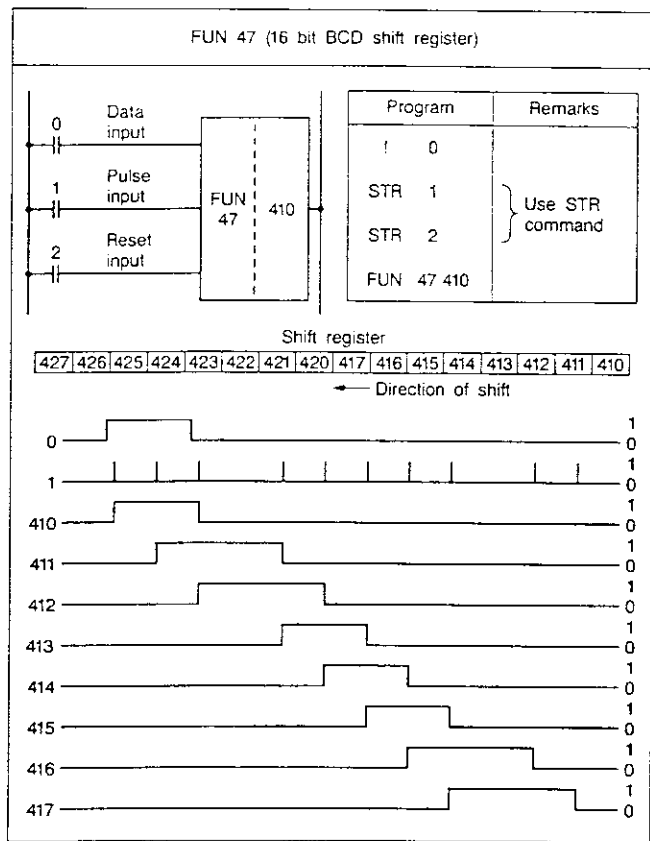 FUN 47 (16 bit BCD shift register)
0
Data
input
1
Pulse
input
2
Reset
input
FUN
47
410
Program
Remarks
0
STR 1
STR 2
Use STR
command
FUN 47 410
Shift register
427 426 425 424 423 422 421 420 417 416 415 414 413 412 411 410
Direction of shift
0
1
0
1
1
0
410
1
0
411
1
0
412
1
0
413
1
0
414
1
0
415
1
0
416
1
0
417
1
0